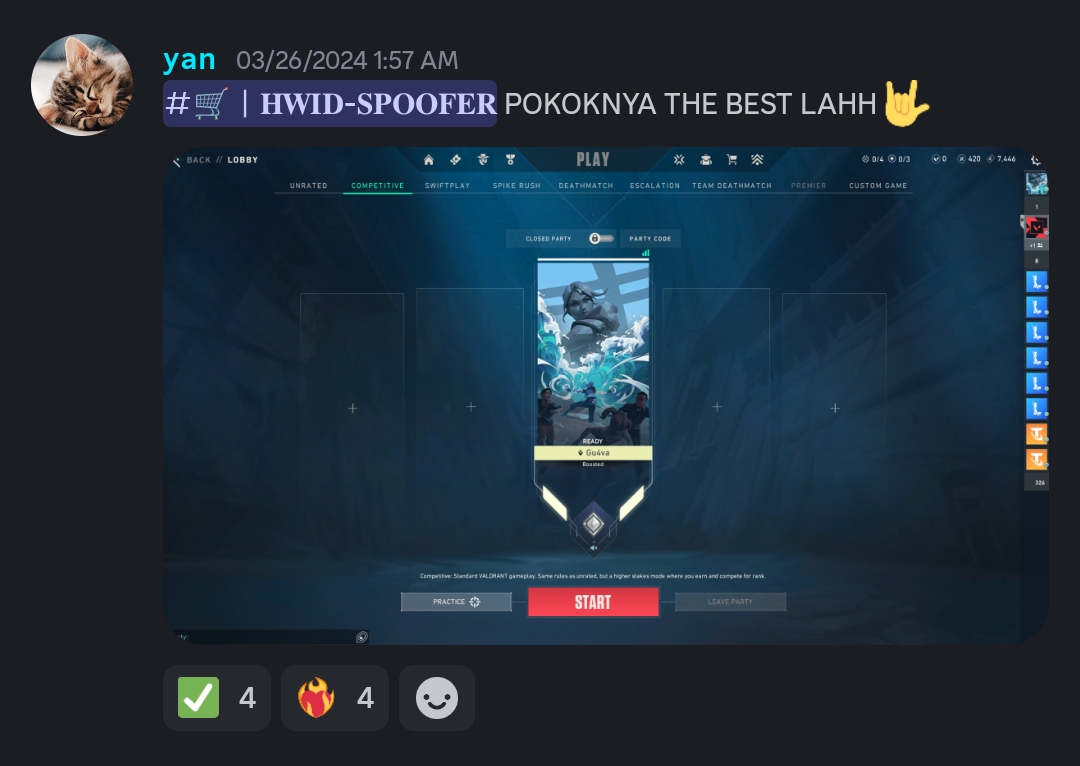 yan 03/26/2024 1:57 AM
#🛒 | HWID-SPOOFER POKOKNYA THE BEST LAHH🤟
BACK // LOBBY
PLAY
0/4 0/3 0 420 7,446
UNRATED COMPETITIVE SWIFTPLAY SPIKE RUSH DEATHMATCH ESCALATION TEAM DEATHMATCH PREMIER CUSTOM GAME
1
CLOSED PARTY PARTY CODE
+1
8
READY
Gu4va
Boosted
326
Competitive: Standard VALORANT gameplay. Same rules as unrated, but a higher stakes mode where you earn and compete for rank.
PRACTICE START LEAVE PARTY
✅ 4 ❤️‍🔥 4